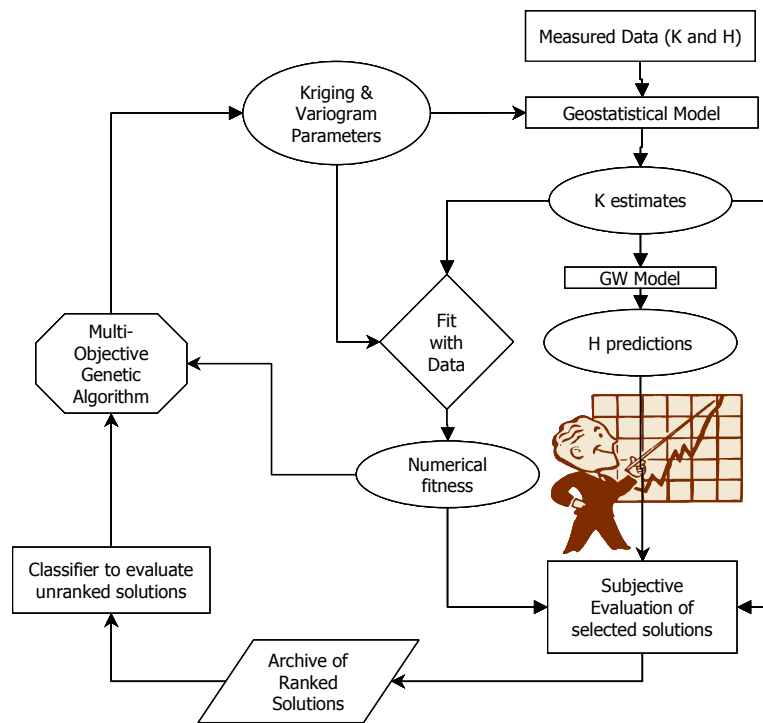 Measured Data (K and H)
Kriging &
Variogram
Parameters
Geostatistical Model
K estimates
GW Model
Multi-
Objective
Genetic
Algorithm
Fit
with
Data
H predictions
Numerical
fitness
Classifier to evaluate
unranked solutions
Subjective
Evaluation of
selected solutions
Archive of
Ranked
Solutions